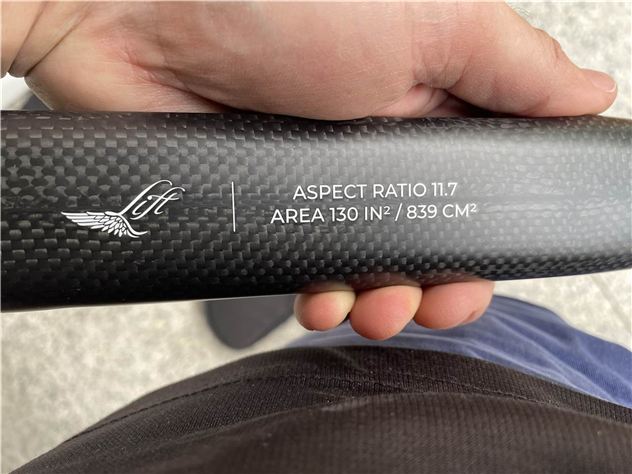 Lift
ASPECT RATIO 11.7
AREA 130 IN² / 839 CM²